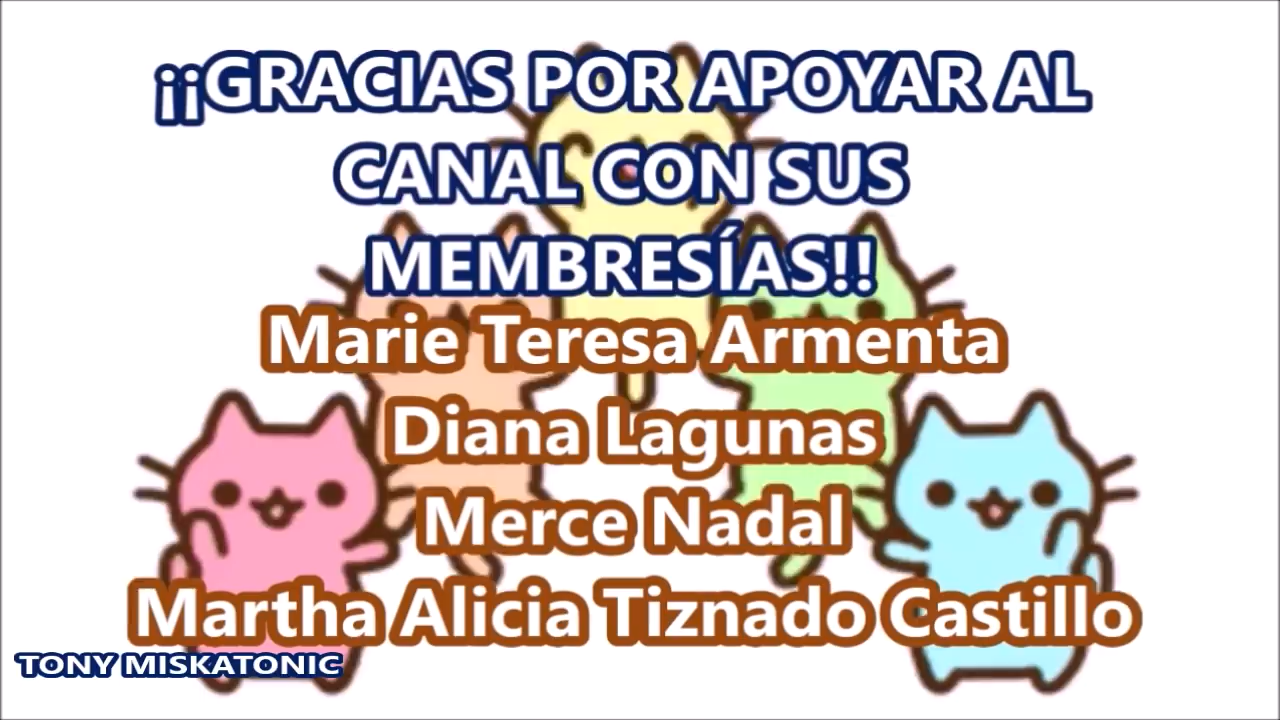 ¡¡GRACIAS POR APOYAR AL
CANAL CON SUS
MEMBRESÍAS!!
Marie Teresa Armenta
Diana Lagunas
Merce Nadal
Martha Alicia Tiznado Castillo
TONY MISKATONIC